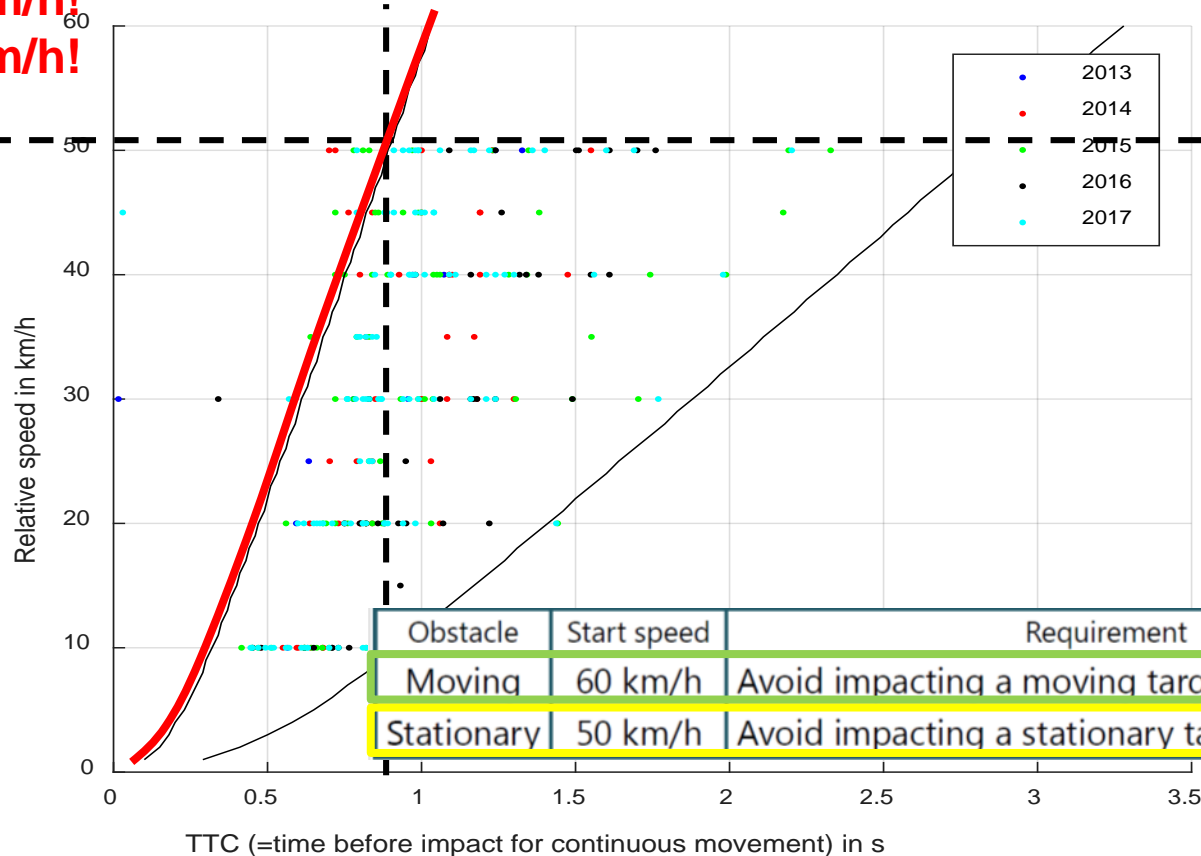 m/h!
m/h!
60
50
40
30
20
10
0
Relative speed in km/h
2013
2014
2015
2016
2017
Obstacle Start speed Requirement
Moving 60 km/h Avoid impacting a moving
Stationary 50 km/h Avoid impacting a stationary
0 0.5 1 1.5 2 2.5 3 3.5
TTC (=time before impact for continuous movement) in s